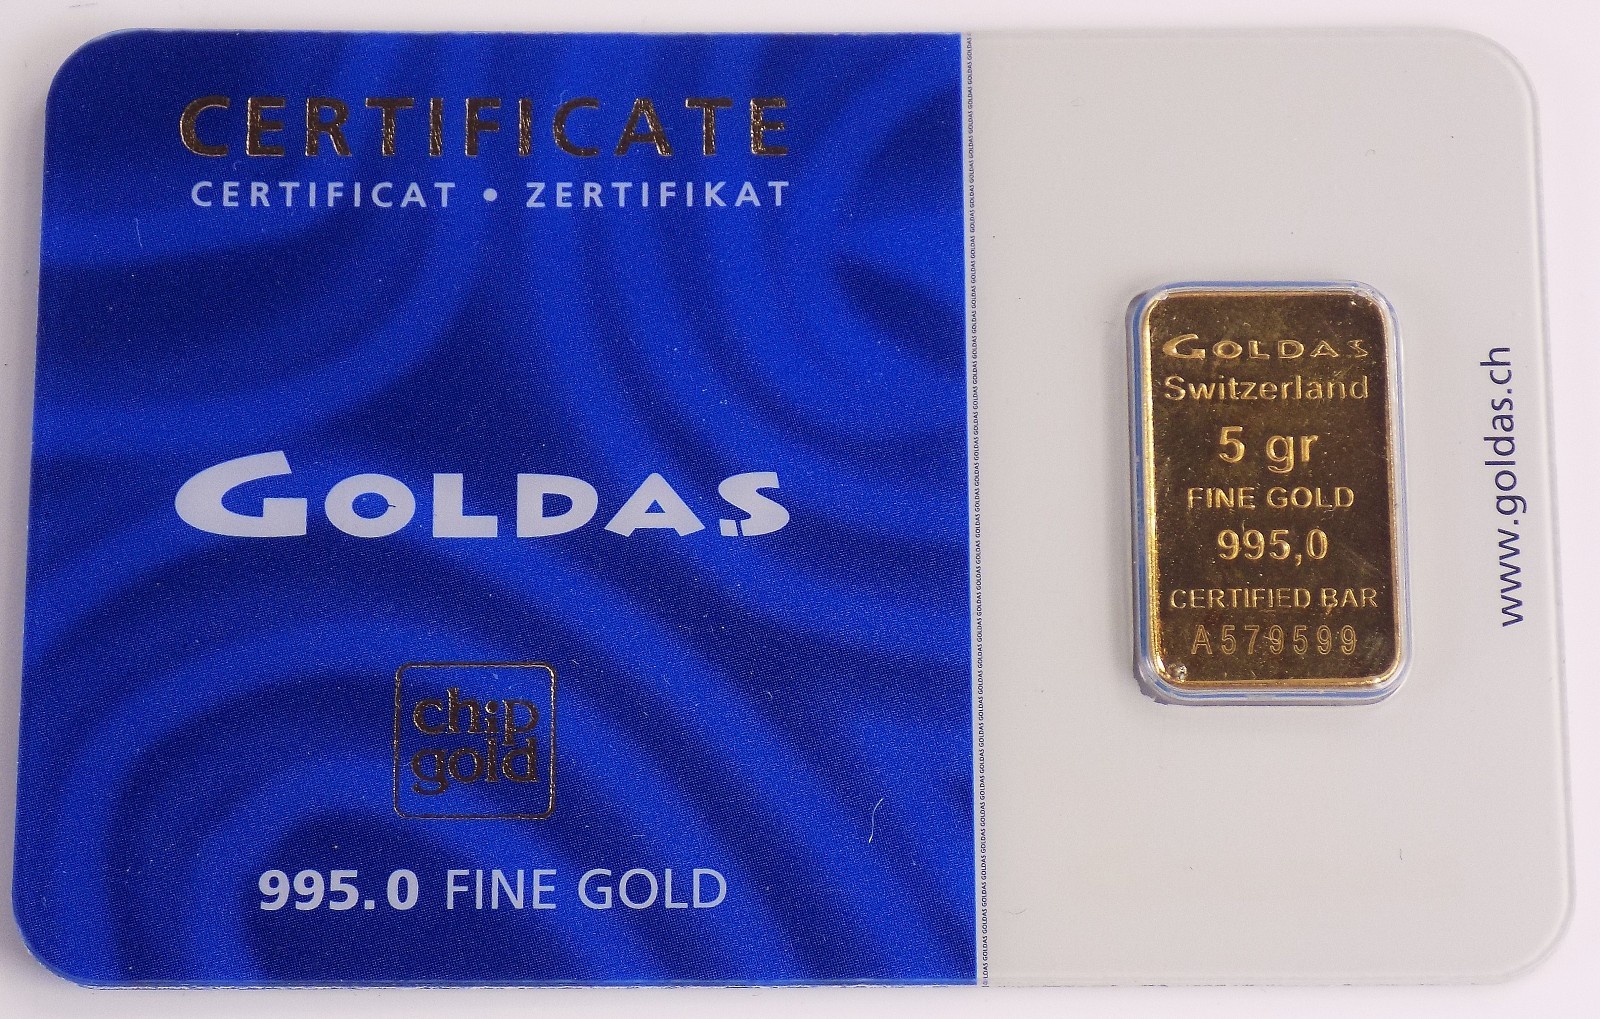 CERTIFICATE
CERTIFICAT • ZERTIFIKAT
GOLDAS
chip
gold
995.0 FINE GOLD
GOLDAS
Switzerland
5 gr
FINE GOLD
995,0
CERTIFIED BAR
A579599
www.goldas.ch